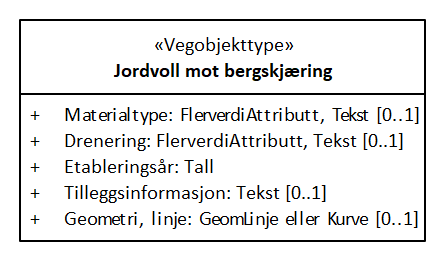 «Vegobjekttype»
Jordvoll mot bergskjæring
+ Materialtype: FlerverdiAttributt, Tekst [0..1]
+ Drenering: FlerverdiAttributt, Tekst [0..1]
+ Etableringsår: Tall
+ Tilleggsinformasjon: Tekst [0..1]
+ Geometri, linje: GeomLinje eller Kurve [0..1]